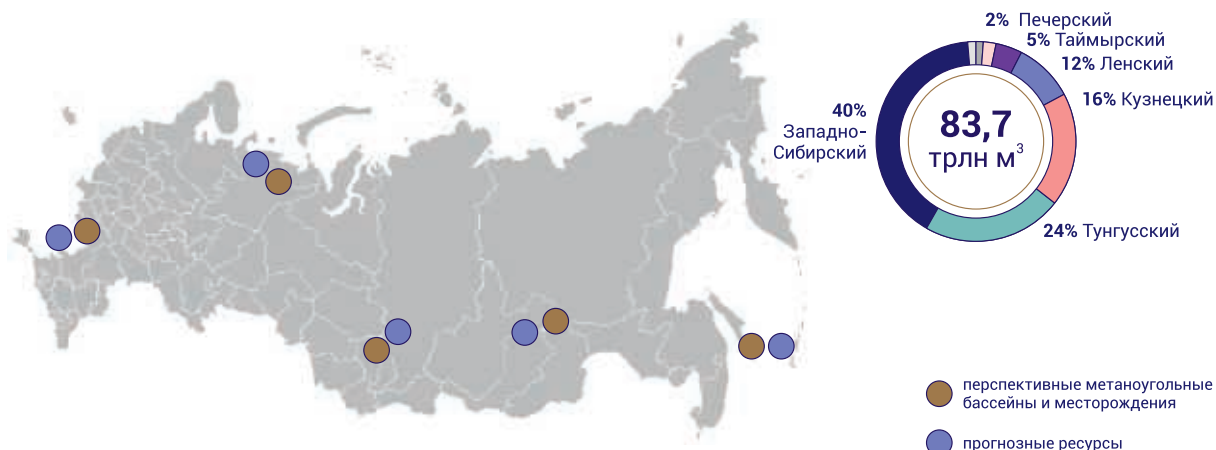 2% Печерский
5% Таймырский
12% Ленский
16% Кузнецкий
40%
Западно-
Сибирский
83,7
трлн м³
24% Тунгусский
перспективные метаноугольные
бассейны и месторождения
прогнозные ресурсы